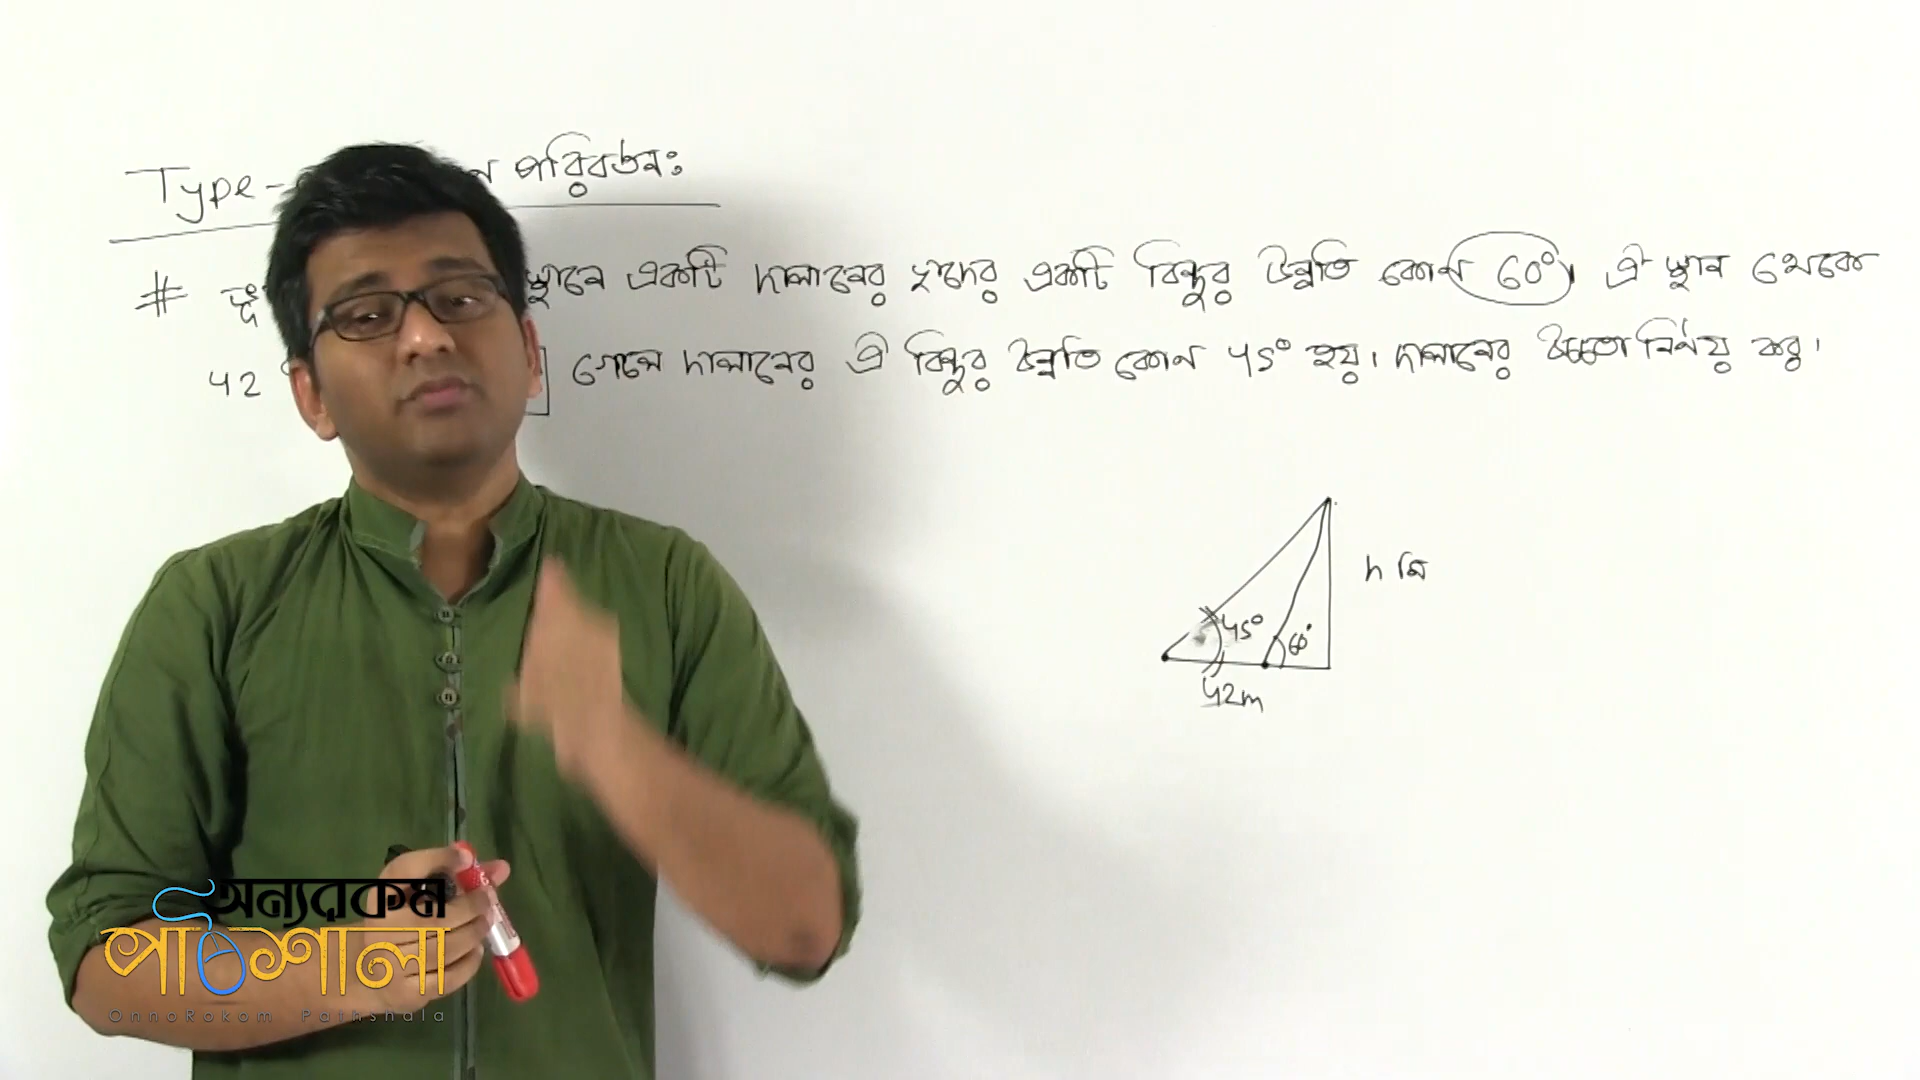 Type- পরিবর্তনঃ
# স্থানে একটি দালানের ছাদের একটি বিন্দুর উন্নতি কোন 60°। ঐ স্থান থেকে
42 গেলে দালানের ঐ বিন্দুর উন্নতি কোন 45° হয়। দালানের উচ্চতা নির্ণয় কর।
h মি
45°
60°
42m
অন্যরকম
পাঠশালা
OnnoRokom Pathshala